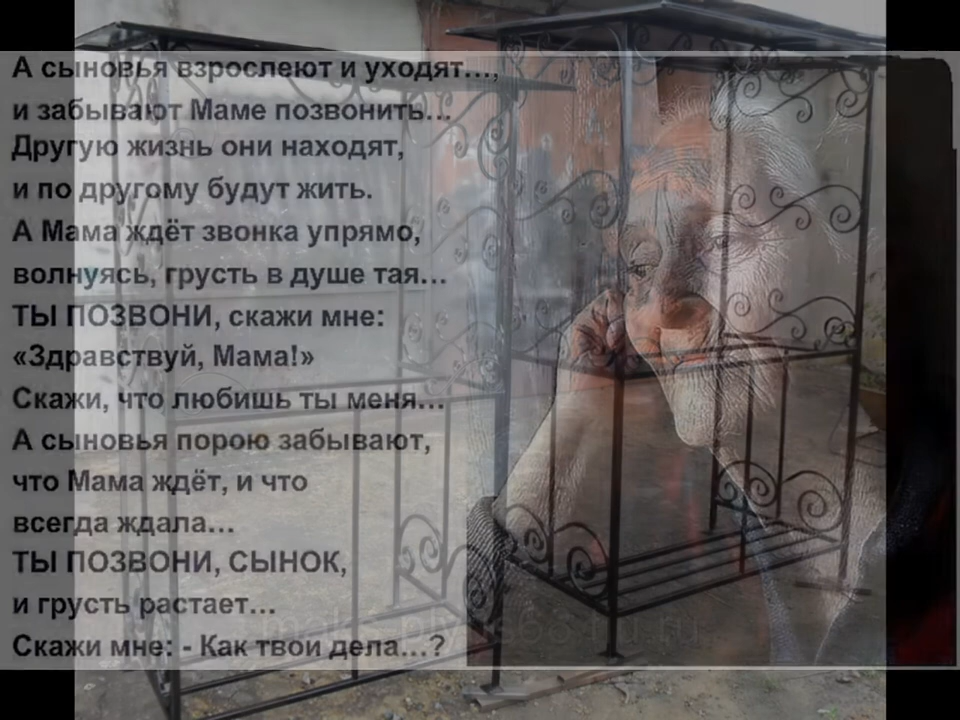 А сыновья взрослеют и уходят...,
и забывают Маме позвонить...
Другую жизнь они находят,
и по другому будут жить.
А Мама ждёт звонка упрямо,
волнуясь, грусть в душе тая...
ТЫ ПОЗВОНИ, скажи мне:
«Здравствуй, Мама!»
Скажи, что любишь ты меня...
А сыновья порою забывают,
что Мама ждёт, и что
всегда ждала...
ТЫ ПОЗВОНИ, СЫНОК,
и грусть растает...
Скажи мне: - Как твои дела...?